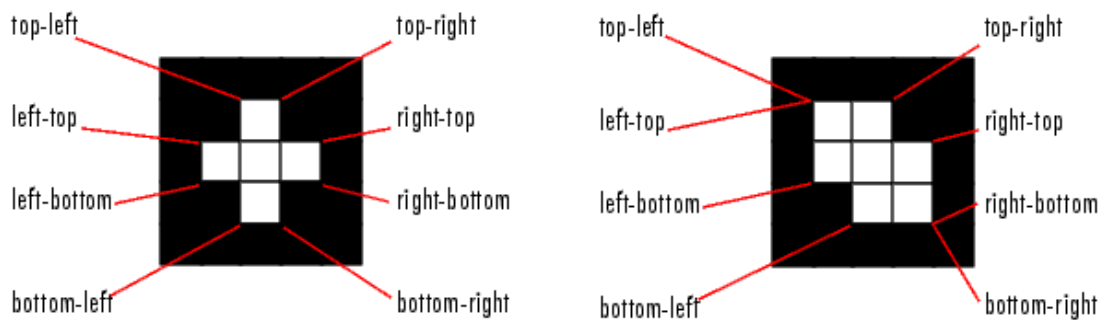 top-left
top-right
left-top
right-top
left-bottom
right-bottom
bottom-left
bottom-right
top-left
top-right
left-top
right-top
left-bottom
right-bottom
bottom-left
bottom-right